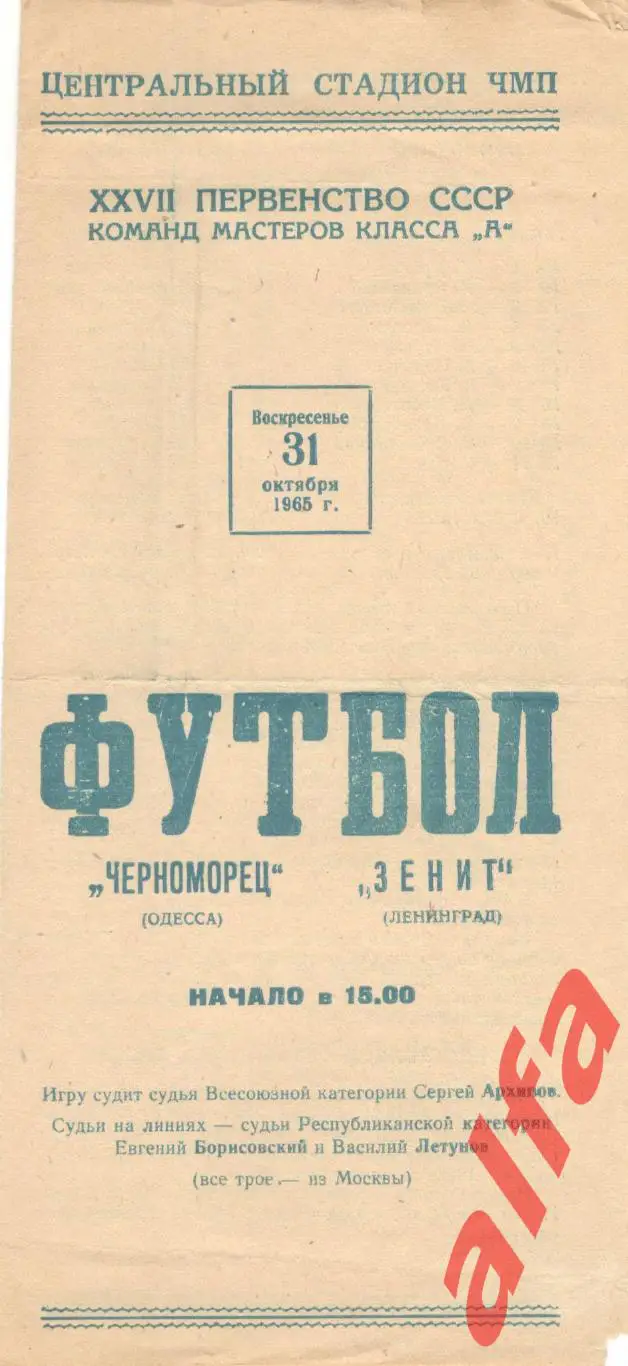 ЦЕНТРАЛЬНЫЙ СТАДИОН ЧМП
XXVII ПЕРВЕНСТВО СССР
КОМАНД МАСТЕРОВ КЛАССА „А“
Воскресенье
31
октября
1965 г.
ФУТБОЛ
„ЧЕРНОМОРЕЦ“ „ЗЕНИТ“
(ОДЕССА) (ЛЕНИНГРАД)
НАЧАЛО в 15.00
Игру судит судья Всесоюзной категории Сергей Архипов.
Судьи на линиях — судьи Республиканской категории
Евгений Борисовский и Василий Летунов
(все трое — из Москвы)
alfa